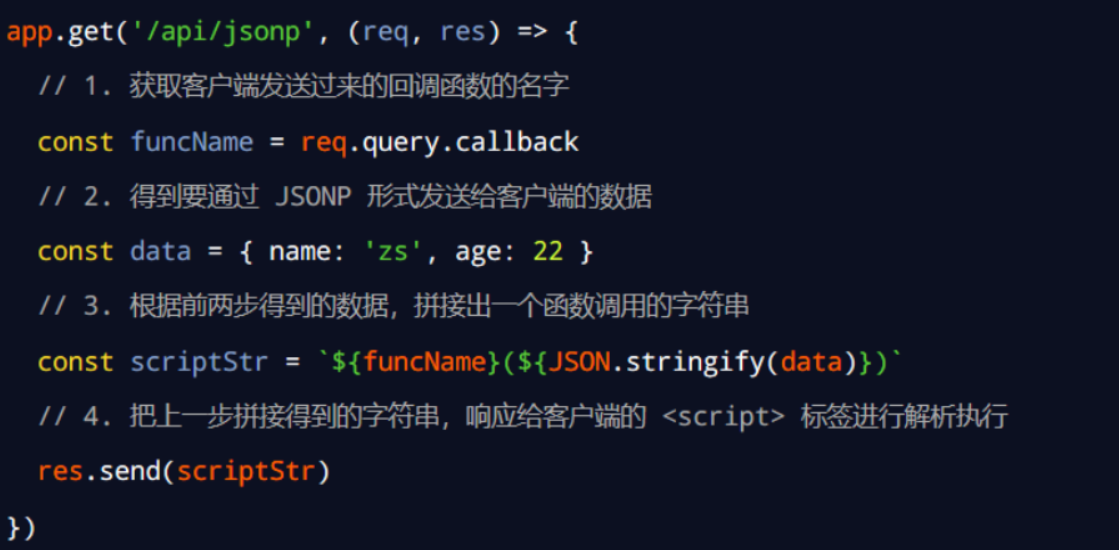 app.get('/api/jsonp', (req, res) => {
  // 1. 获取客户端发送过来的回调函数的名字
  const funcName = req.query.callback
  // 2. 得到要通过 JSONP 形式发送给客户端的数据
  const data = { name: 'zs', age: 22 }
  // 3. 根据前两步得到的数据，拼接出一个函数调用的字符串
  const scriptStr = `${funcName}(${JSON.stringify(data)})`
  // 4. 把上一步拼接得到的字符串，响应给客户端的 <script> 标签进行解析执行
  res.send(scriptStr)
})